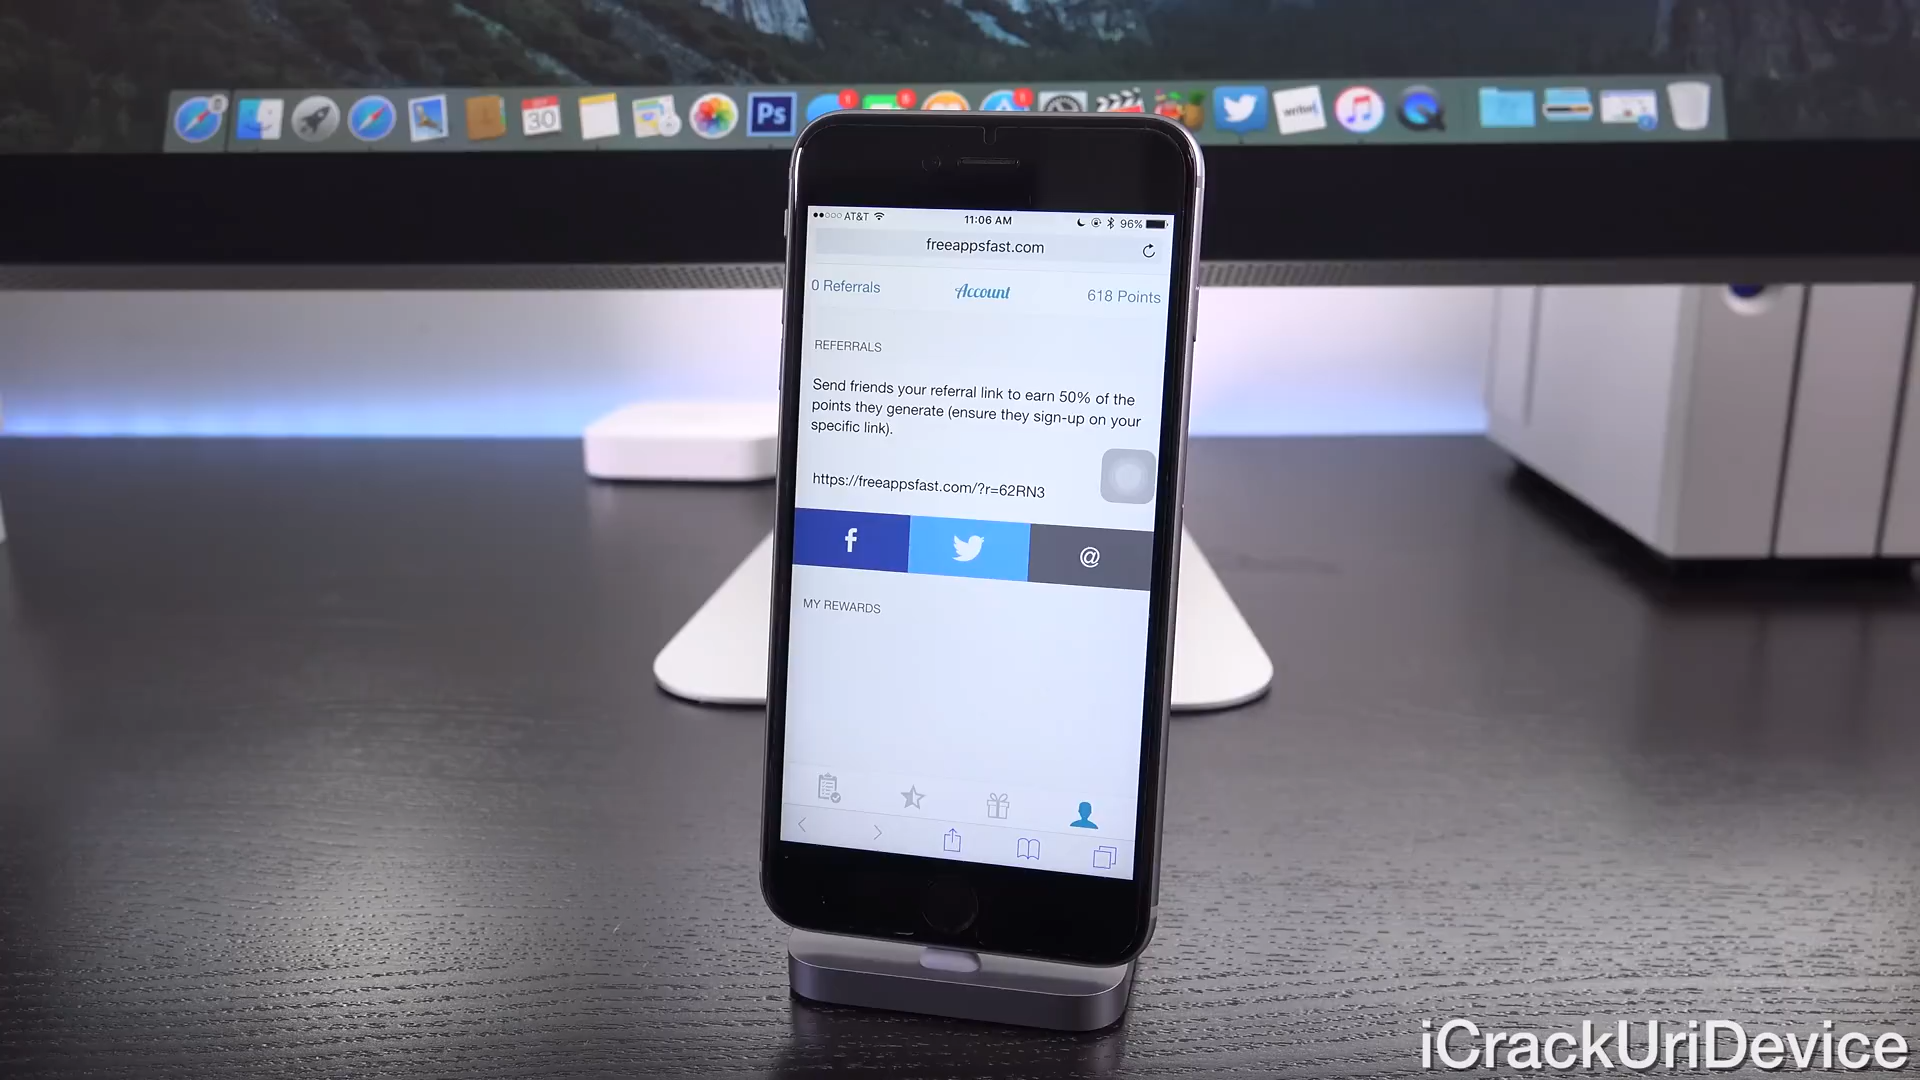 30
Ps
1
AT&T
11:06 AM
96%
freeappsfast.com
0 Referrals
Account
618 Points
REFERRALS
Send friends your referral link to earn 50% of the
points they generate (ensure they sign-up on your
specific link).
https://freeappsfast.com/?r=62RN3
f
@
MY REWARDS
iCrackUriDevice